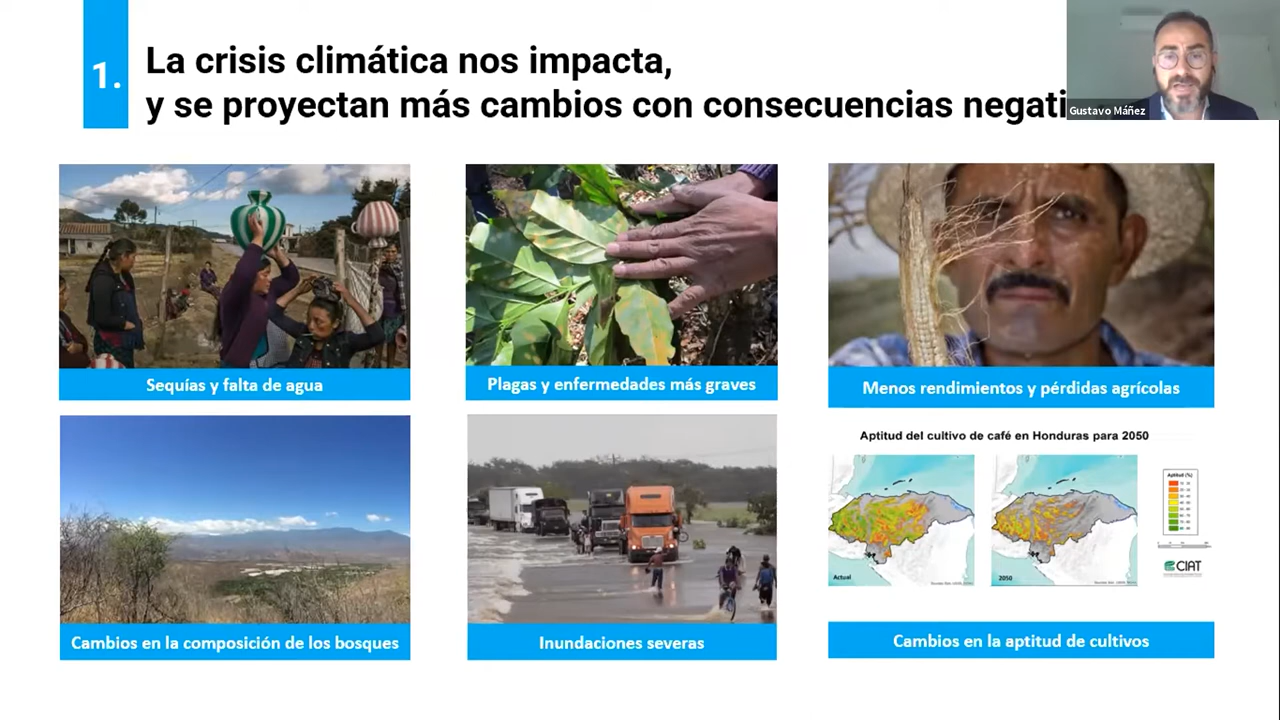 1.
La crisis climática nos impacta,
y se proyectan más cambios con consecuencias negati
Gustavo Máñez
Sequías y falta de agua
Plagas y enfermedades más graves
Menos rendimientos y pérdidas agrícolas
Aptitud del cultivo de café en Honduras para 2050
Aptitud (%)
Actual
2050
CIAT
Cambios en la composición de los bosques
Inundaciones severas
Cambios en la aptitud de cultivos